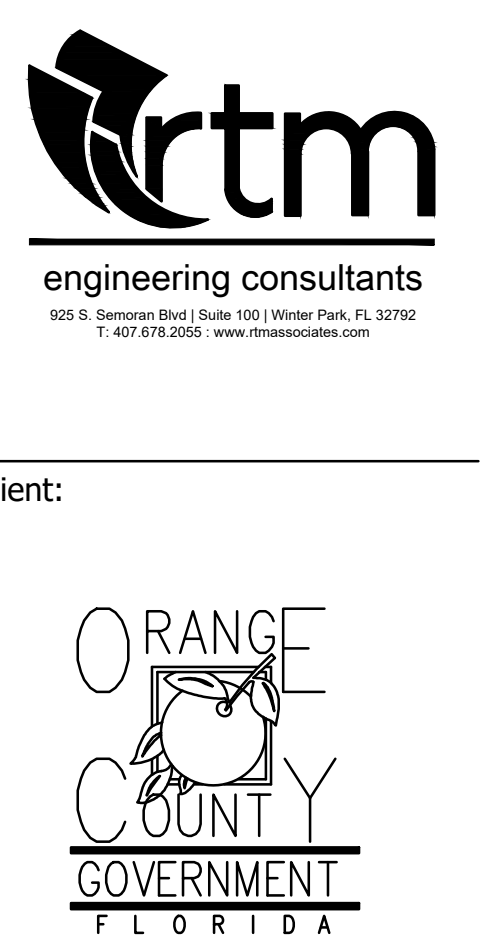 rtm
engineering consultants
925 S. Semoran Blvd | Suite 100 | Winter Park, FL 32792
T: 407.678.2055 : www.rtmassociates.com
ient:
ORANGE
COUNTY
GOVERNMENT
FLORIDA